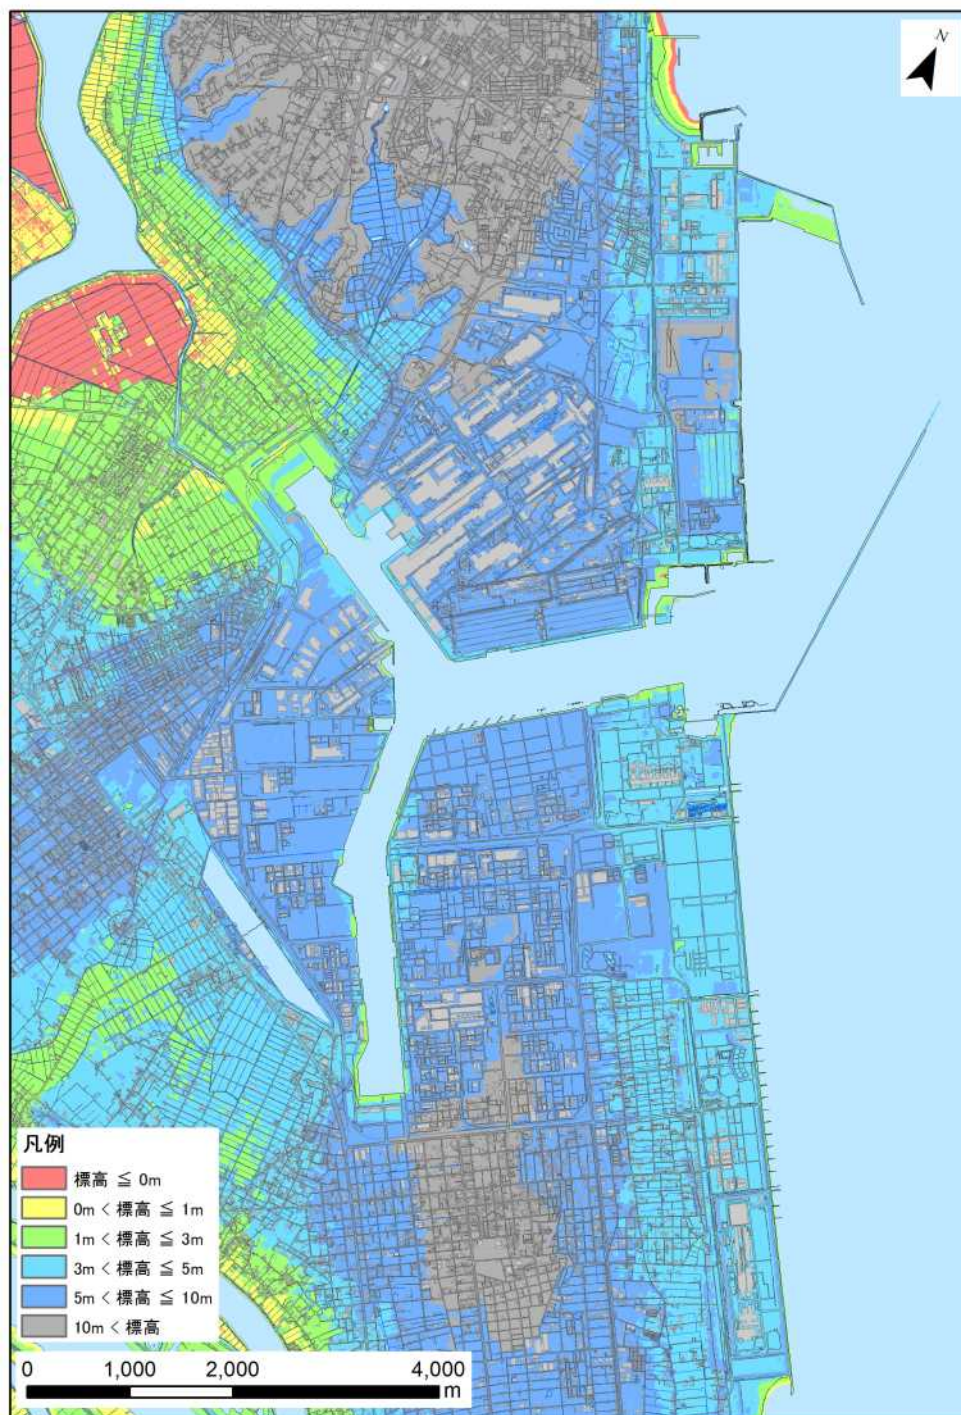 N
凡例
標高 ≦ 0m
0m < 標高 ≦ 1m
1m < 標高 ≦ 3m
3m < 標高 ≦ 5m
5m < 標高 ≦ 10m
10m < 標高
0 1,000 2,000 4,000
m